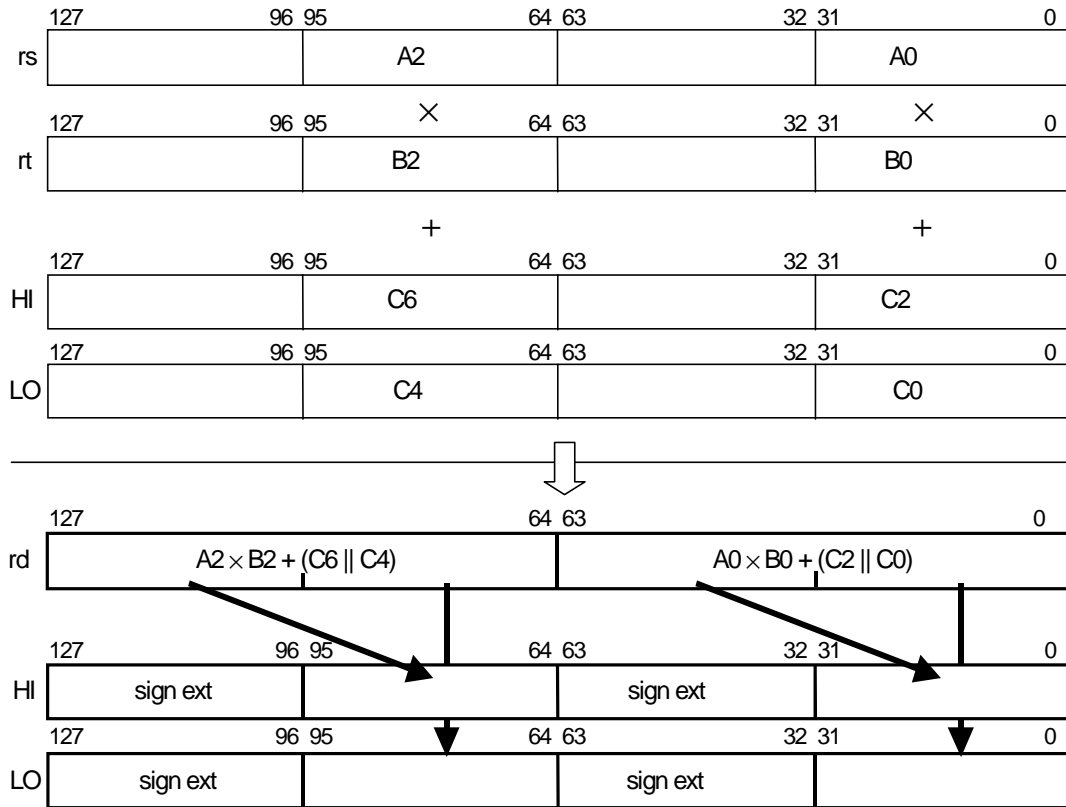 127 96 95 64 63 32 31 0
rs A2 A0
× ×
127 96 95 64 63 32 31 0
rt B2 B0
+ +
127 96 95 64 63 32 31 0
HI C6 C2
127 96 95 64 63 32 31 0
LO C4 C0
127 64 63 0
rd A2 × B2 + (C6 || C4) A0 × B0 + (C2 || C0)
127 96 95 64 63 32 31 0
HI sign ext sign ext
127 96 95 64 63 32 31 0
LO sign ext sign ext